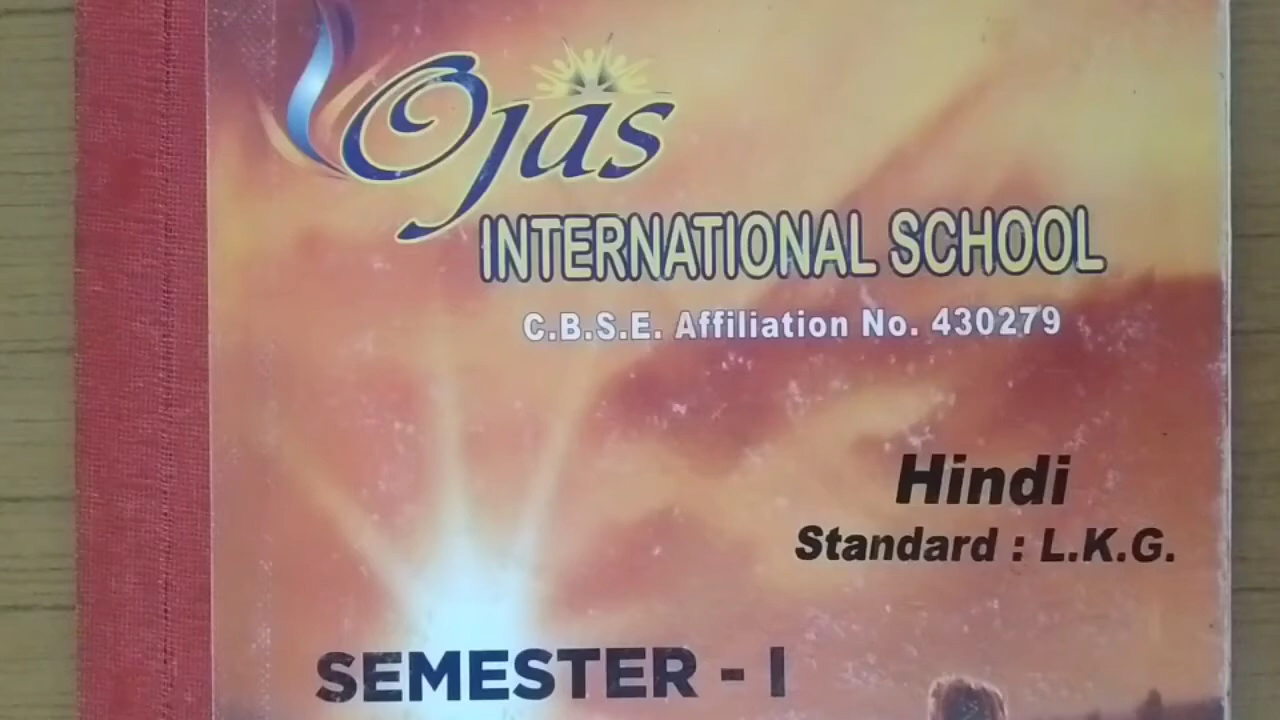 Ojas
INTERNATIONAL SCHOOL
C.B.S.E. Affiliation No. 430279
Hindi
Standard : L.K.G.
SEMESTER - I